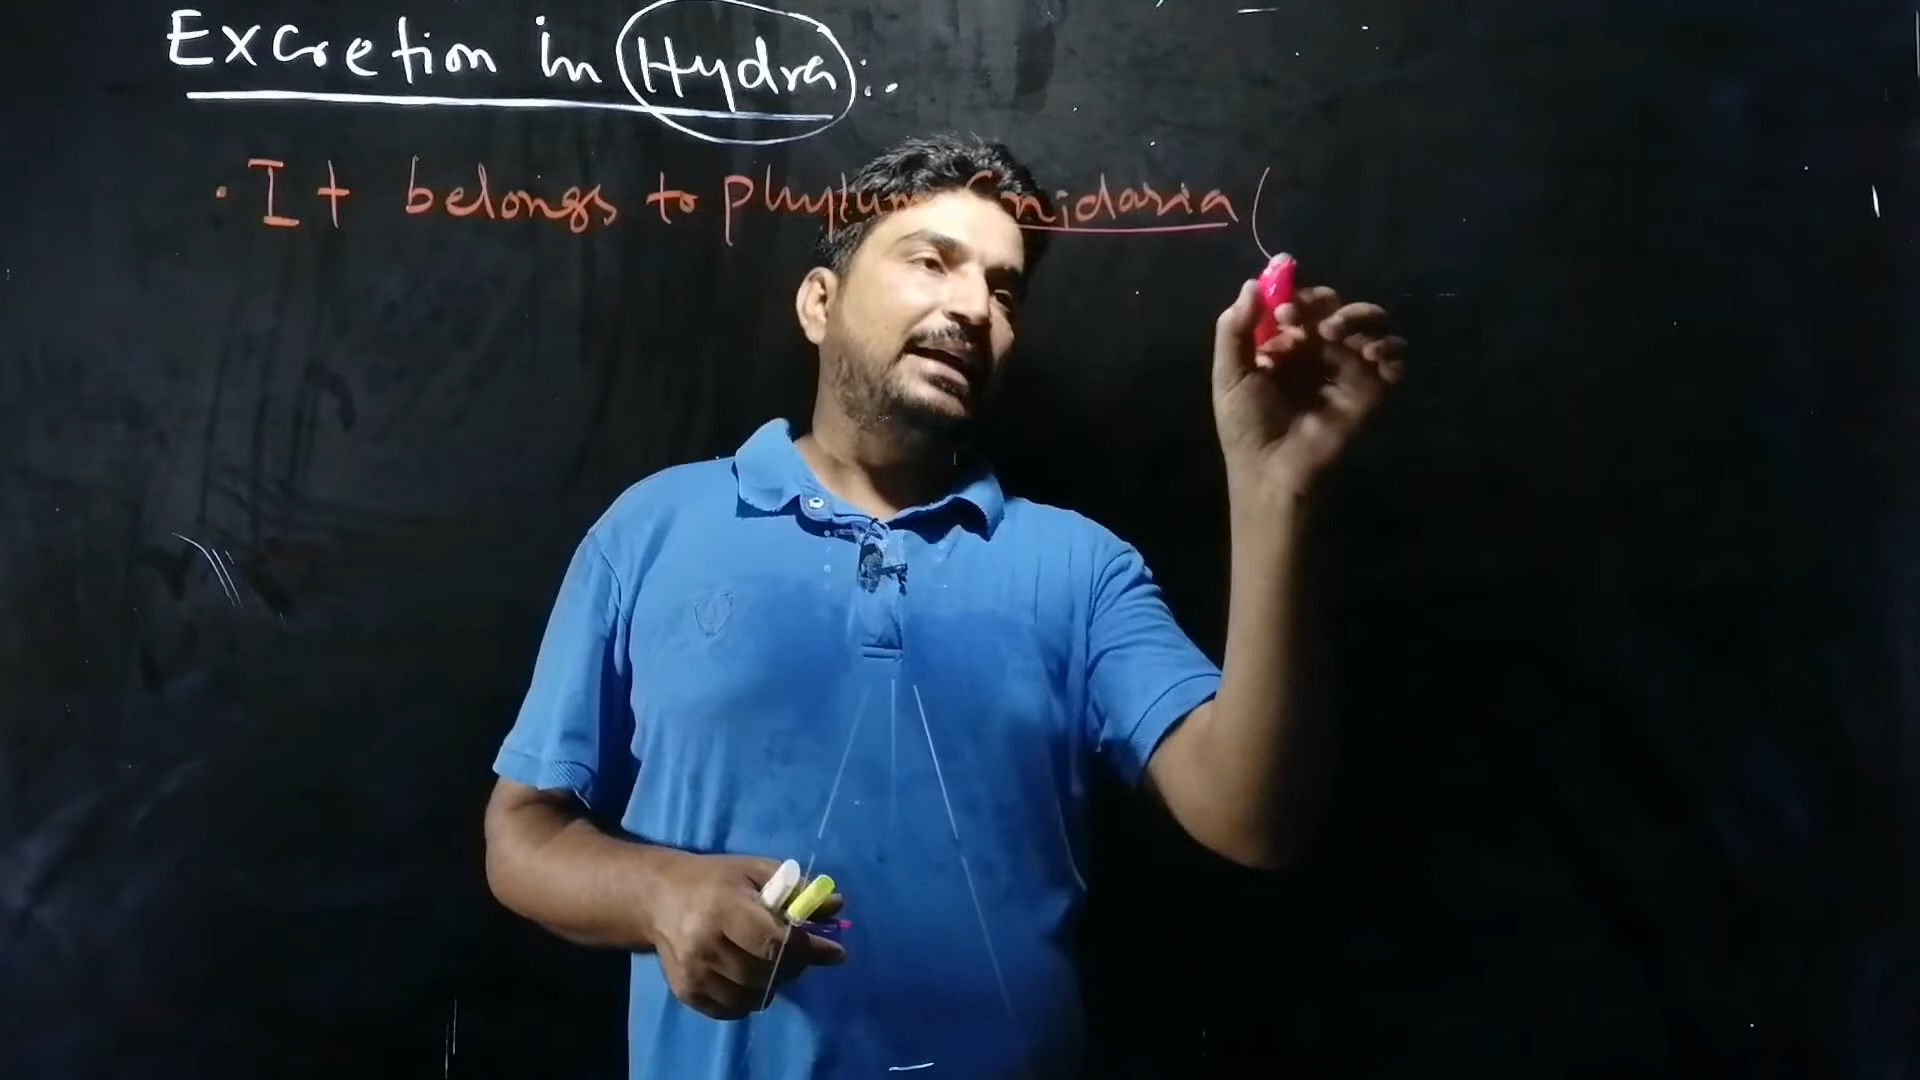 Excretion in Hydra:.
· It belongs to phylum Cnidaria (